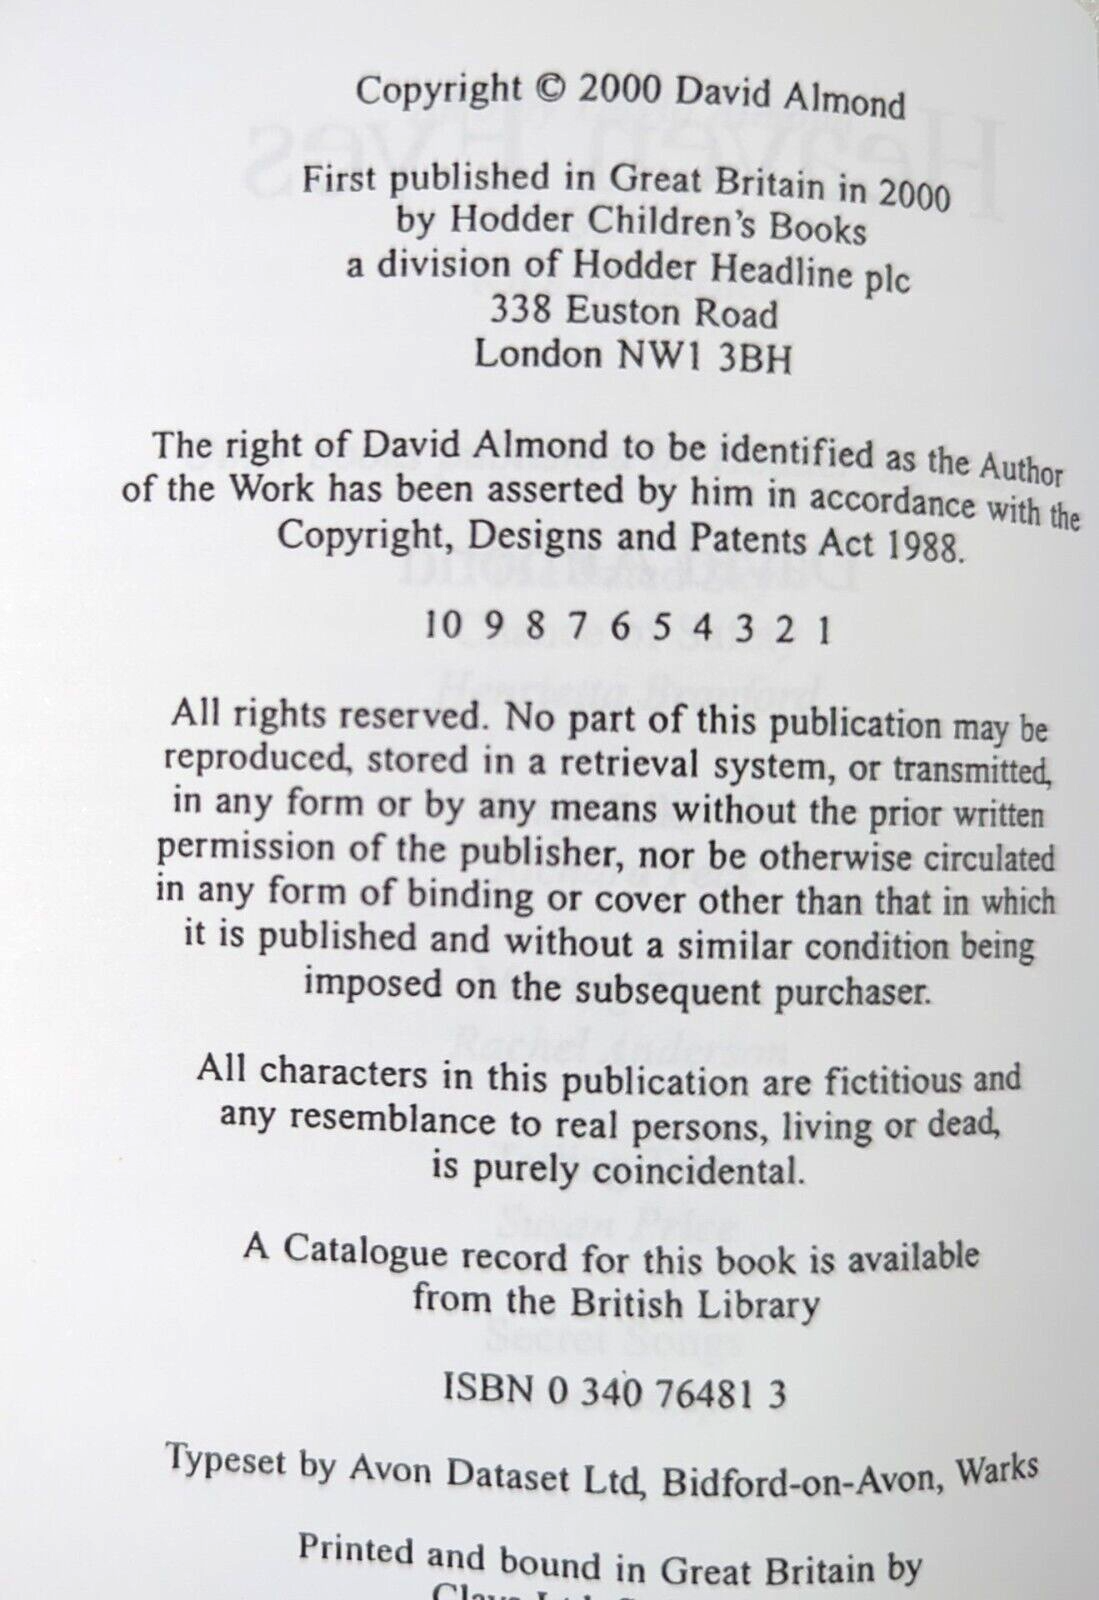 Copyright © 2000 David Almond
First published in Great Britain in 2000
by Hodder Children's Books
a division of Hodder Headline plc
338 Euston Road
London NW1 3BH
The right of David Almond to be identified as the Author
of the Work has been asserted by him in accordance with the
Copyright, Designs and Patents Act 1988.
10 9 8 7 6 5 4 3 2 1
All rights reserved. No part of this publication may be
reproduced, stored in a retrieval system, or transmitted,
in any form or by any means without the prior written
permission of the publisher, nor be otherwise circulated
in any form of binding or cover other than that in which
it is published and without a similar condition being
imposed on the subsequent purchaser.
All characters in this publication are fictitious and
any resemblance to real persons, living or dead,
is purely coincidental.
A Catalogue record for this book is available
from the British Library
ISBN 0 340 76481 3
Typeset by Avon Dataset Ltd, Bidford-on-Avon, Warks
Printed and bound in Great Britain by